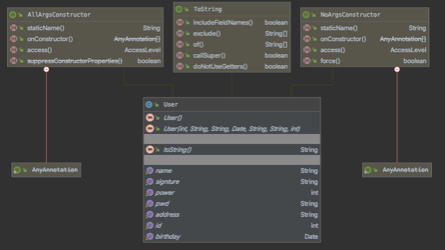 AllArgsConstructor
staticName() String
onConstructor() AnyAnnotation[]
access() AccessLevel
suppressConstructorProperties() boolean
ToString
includeFieldNames() boolean
exclude() String[]
of() String[]
callSuper() boolean
doNotUseGetters() boolean
NoArgsConstructor
staticName() String
onConstructor() AnyAnnotation[]
access() AccessLevel
force() boolean
User
User()
User(int, String, String, Date, String, String, int)
toString() String
name String
signture String
power int
pwd String
address String
id int
birthday Date
AnyAnnotation
AnyAnnotation